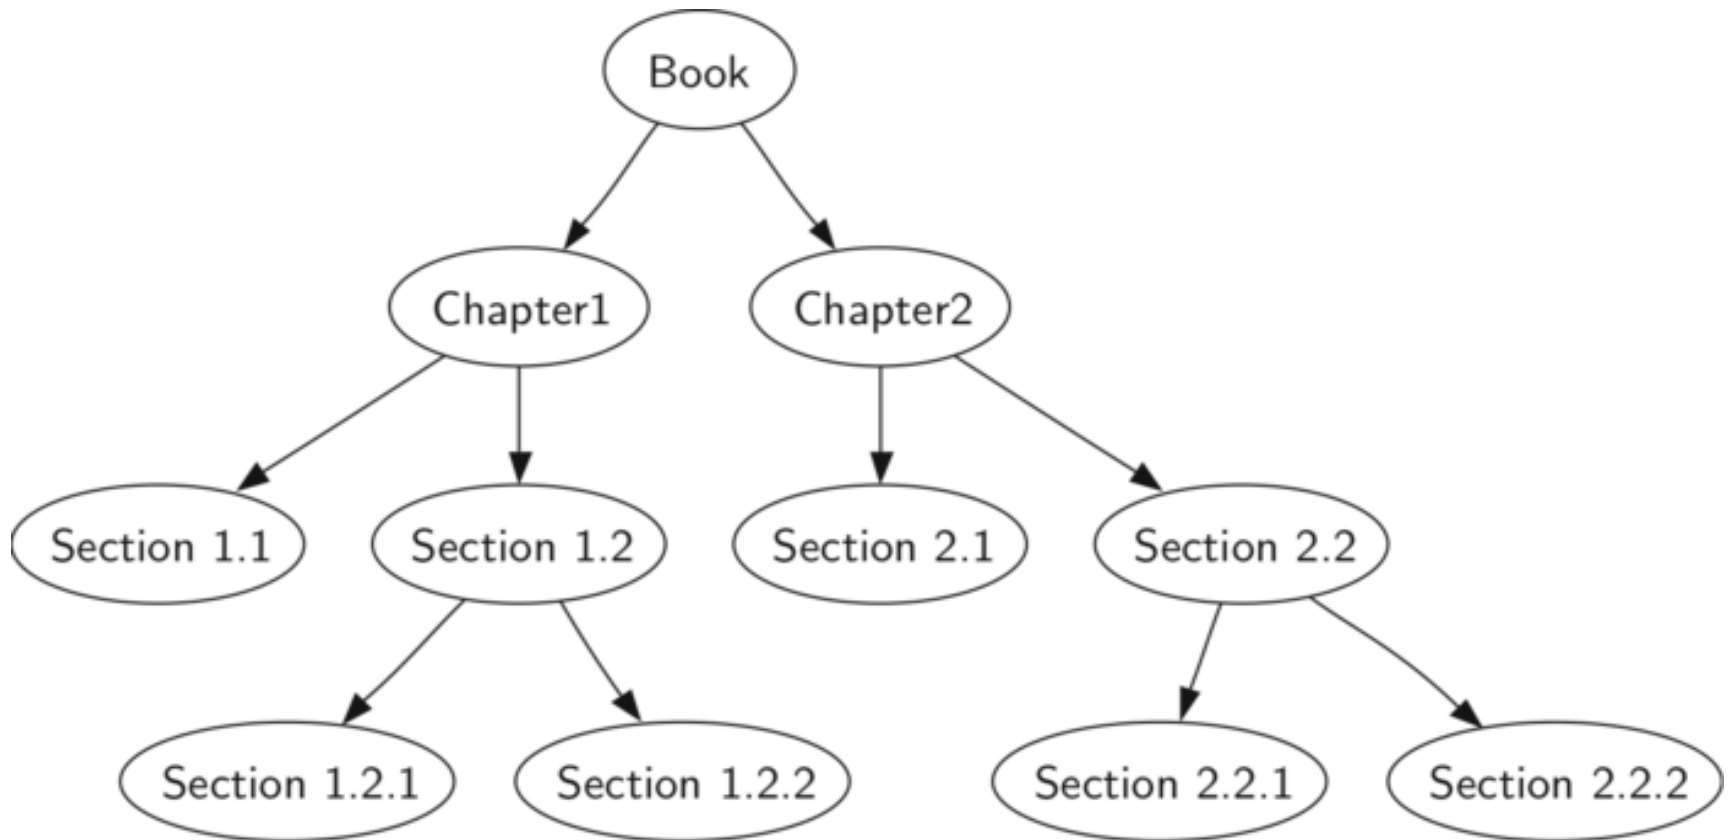 Book
Chapter1
Chapter2
Section 1.1
Section 1.2
Section 2.1
Section 2.2
Section 1.2.1
Section 1.2.2
Section 2.2.1
Section 2.2.2